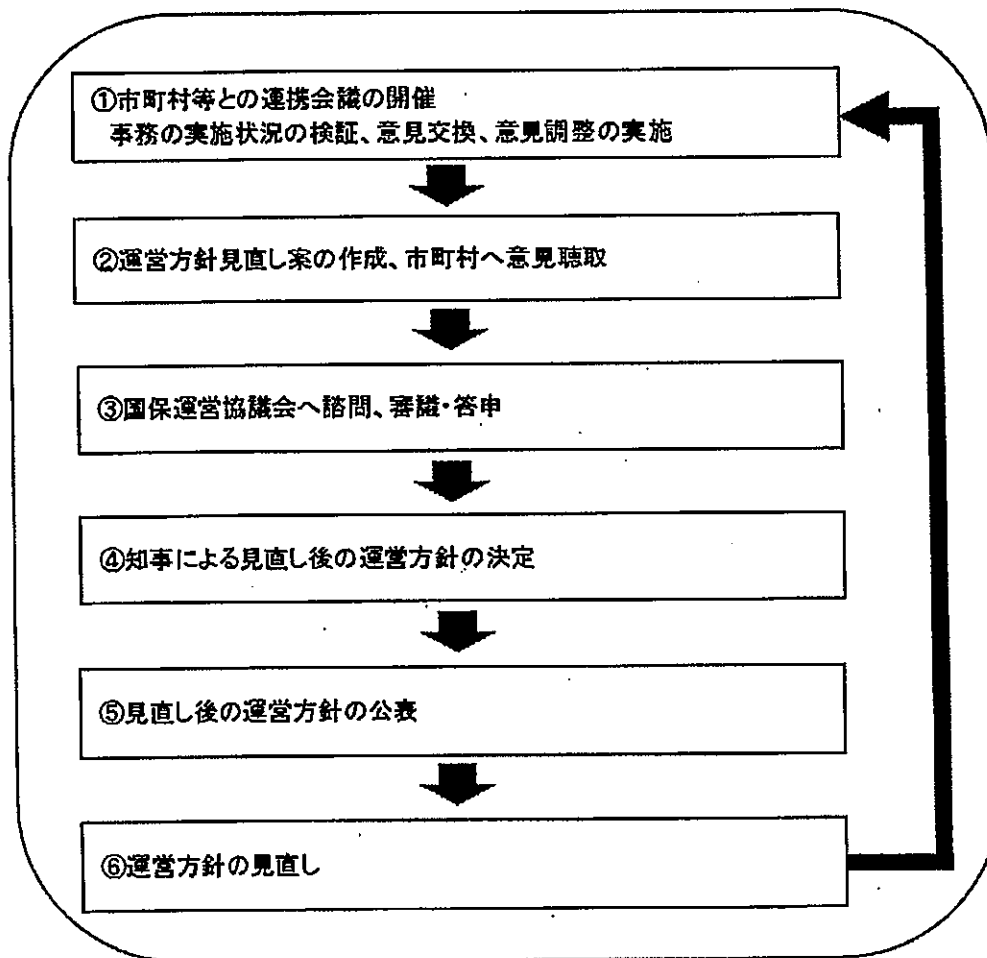 ①市町村等との連携会議の開催
事務の実施状況の検証、意見交換、意見調整の実施
②運営方針見直し案の作成、市町村へ意見聴取
③国保運営協議会へ諮問、審議・答申
④知事による見直し後の運営方針の決定
⑤見直し後の運営方針の公表
⑥運営方針の見直し